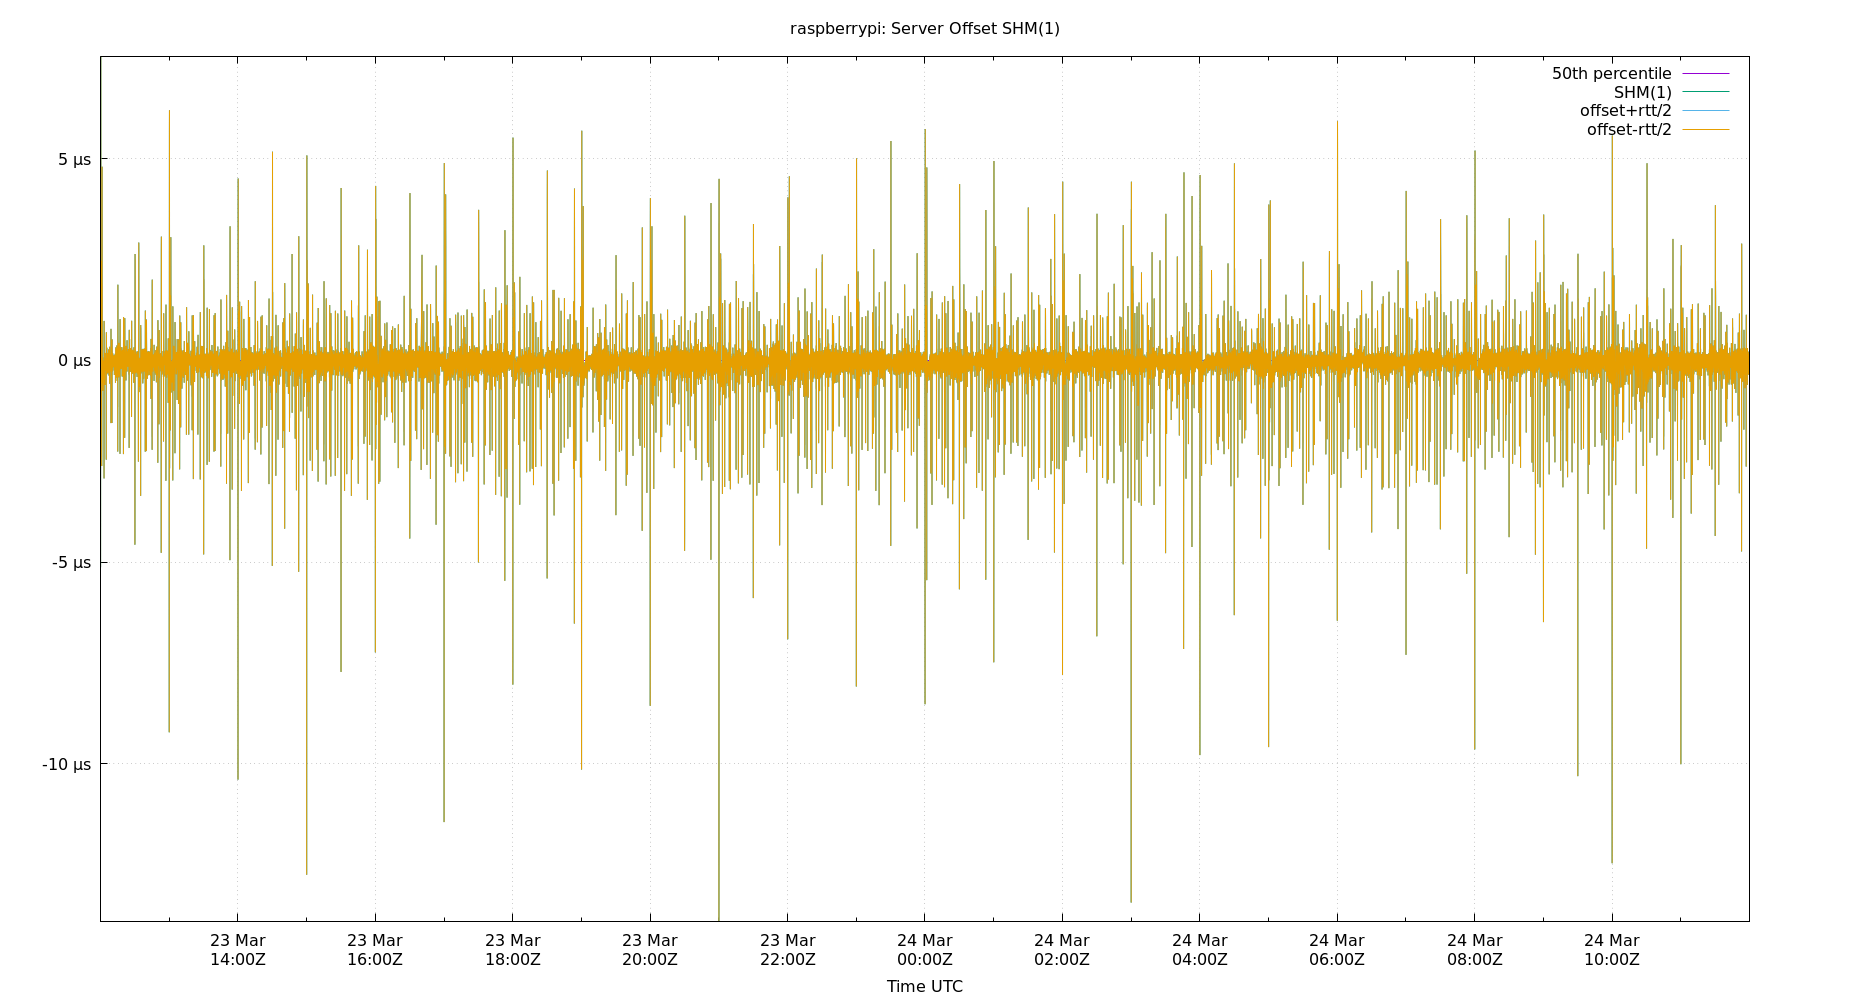 raspberrypi: Server Offset SHM(1)
50th percentile
SHM(1)
offset+rtt/2
offset-rtt/2
5 µs
0 µs
-5 µs
-10 µs
23 Mar 23 Mar 23 Mar 23 Mar 23 Mar 24 Mar 24 Mar 24 Mar 24 Mar 24 Mar 24 Mar
14:00Z 16:00Z 18:00Z 20:00Z 22:00Z 00:00Z 02:00Z 04:00Z 06:00Z 08:00Z 10:00Z
Time UTC